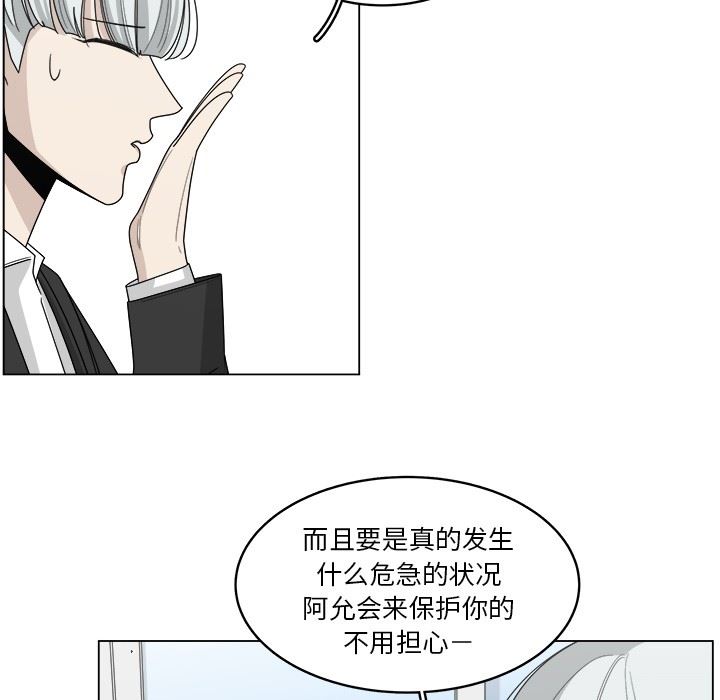 而且要是真的发生
什么危急的状况
阿允会来保护你的
不用担心—